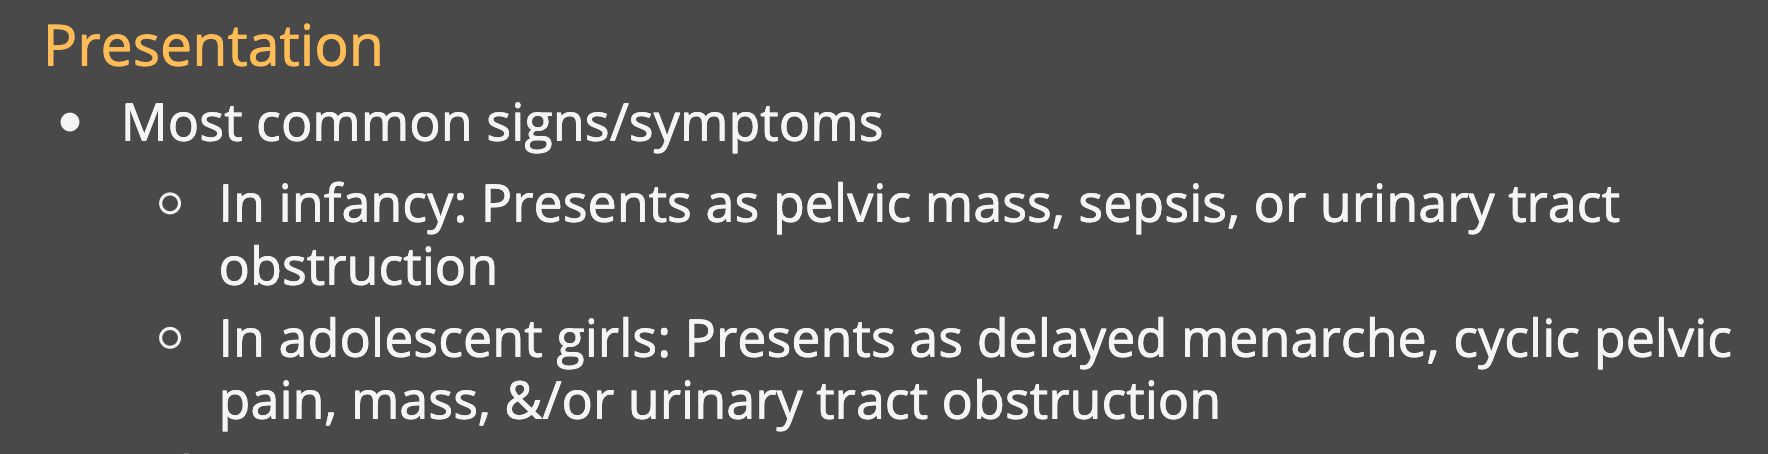 Presentation
• Most common signs/symptoms
○ In infancy: Presents as pelvic mass, sepsis, or urinary tract
obstruction
○ In adolescent girls: Presents as delayed menarche, cyclic pelvic
pain, mass, &/or urinary tract obstruction